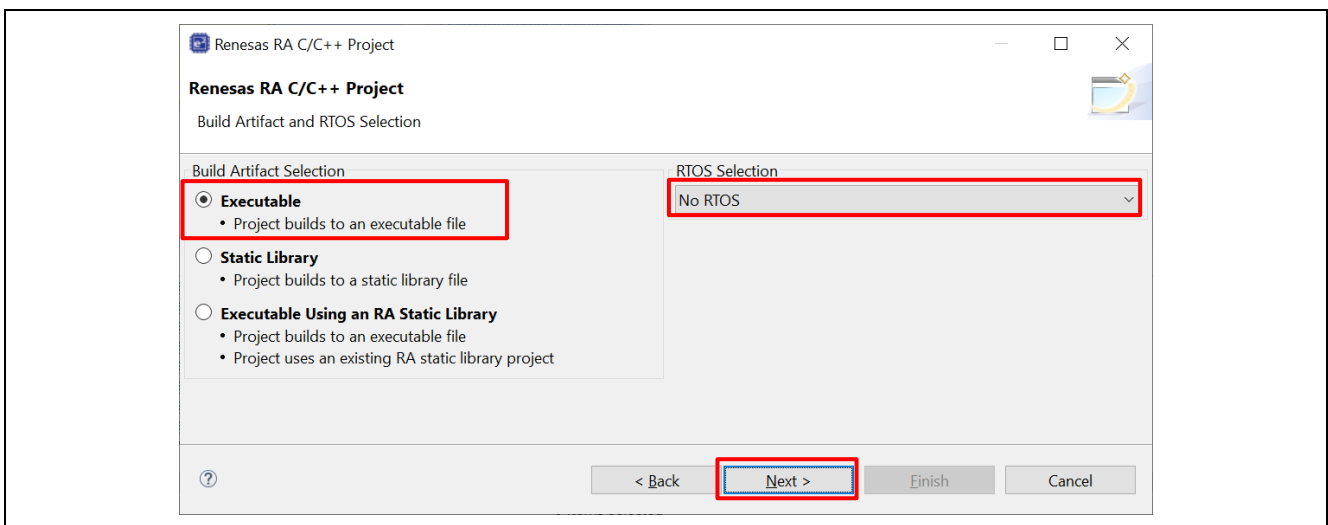 Renesas RA C/C++ Project
Renesas RA C/C++ Project
Build Artifact and RTOS Selection
Build Artifact Selection
Executable
• Project builds to an executable file
Static Library
• Project builds to a static library file
Executable Using an RA Static Library
• Project builds to an executable file
• Project uses an existing RA static library project
RTOS Selection
No RTOS
?
< Back
Next >
Finish
Cancel